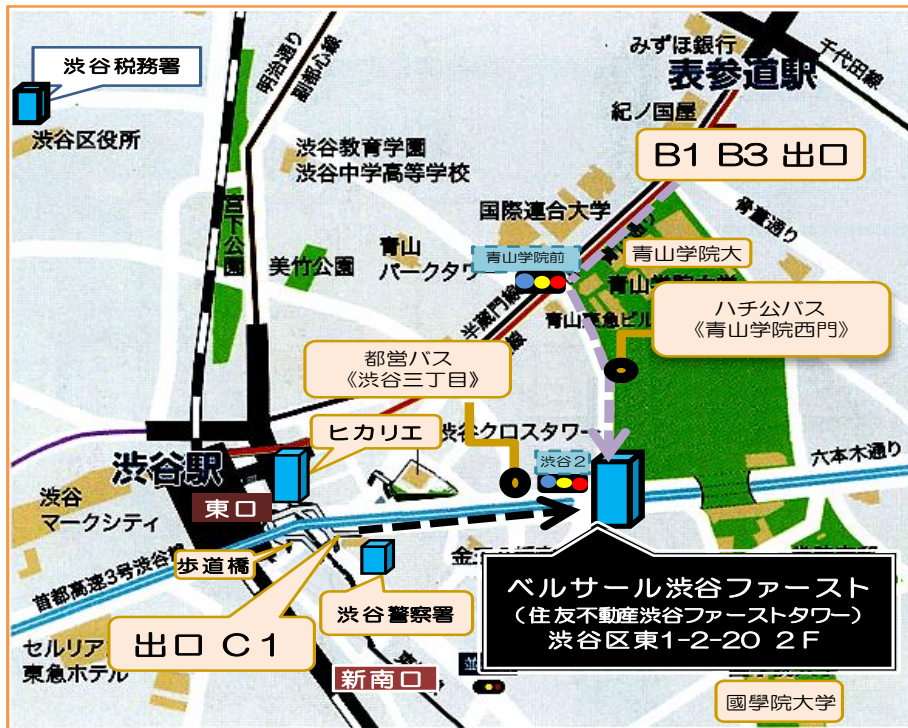 渋谷税務署
渋谷区役所
明治通り
副都心線
みずほ銀行
表参道駅
千代田線
紀ノ国屋
B1 B3 出口
渋谷教育学園
渋谷中学高等学校
宮下公園
美竹公園
国際連合大学
骨董通り
青山
パークタワー
青山学院前
青山学院大
半蔵門線
青山東急ビル
ハチ公バス
《青山学院西門》
都営バス
《渋谷三丁目》
ヒカリエ
渋谷クロスタワー
渋谷駅
渋谷2
六本木通り
渋谷
マークシティ
東口
歩道橋
首都高速3号渋谷線
渋谷警察署
ベルサール渋谷ファースト
(住友不動産渋谷ファーストタワー)
渋谷区東1-2-20 2F
出口 C1
セルリアン
東急ホテル
新南口
國學院大学